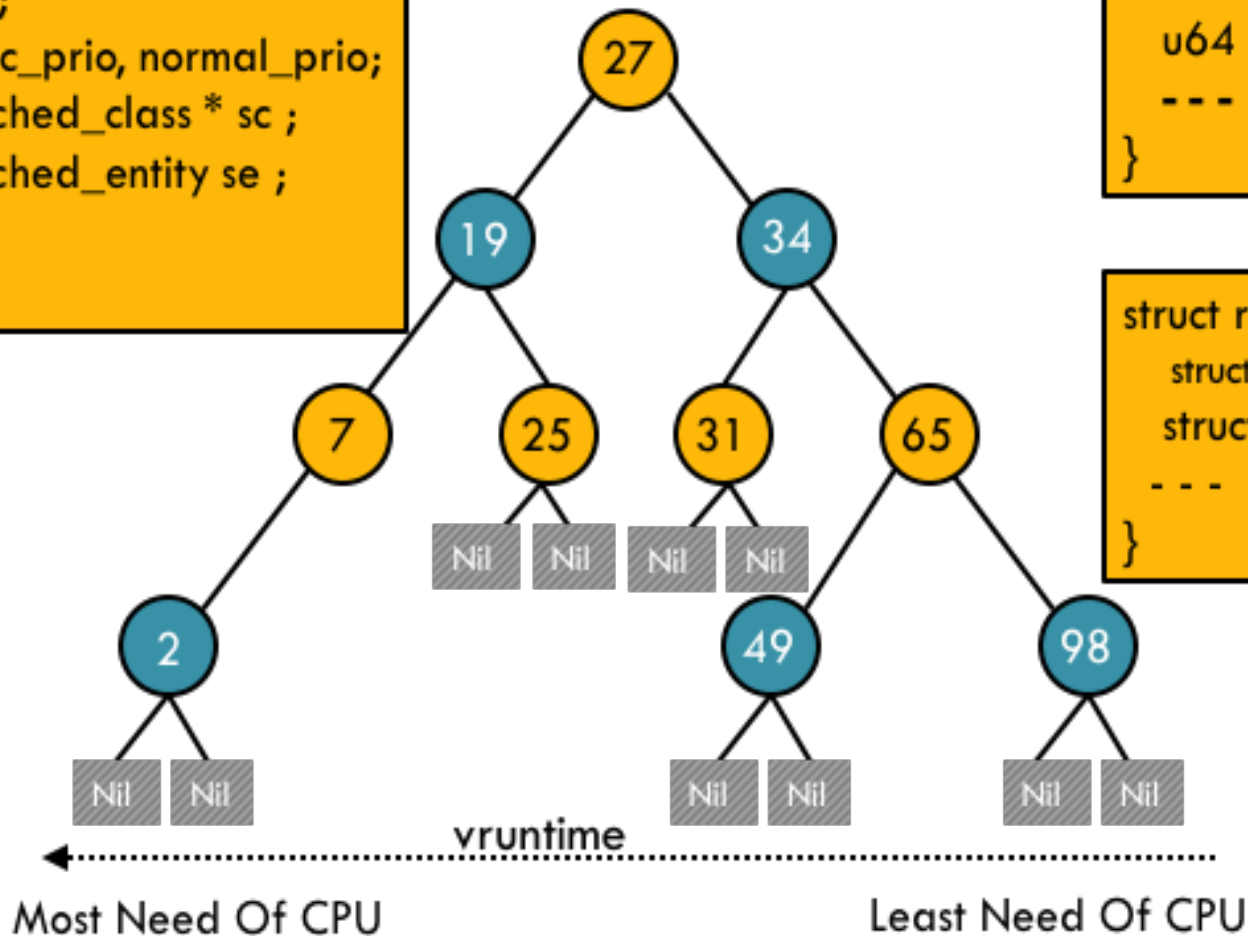 ;
c_prio, normal_prio;
ched_class * sc ;
ched_entity se ;
u64
---
}
27
19
34
struct r
struct
struct
---
}
7
25
31
65
Nil Nil Nil Nil
2
49
98
Nil Nil Nil Nil Nil Nil
vruntime
Most Need Of CPU
Least Need Of CPU